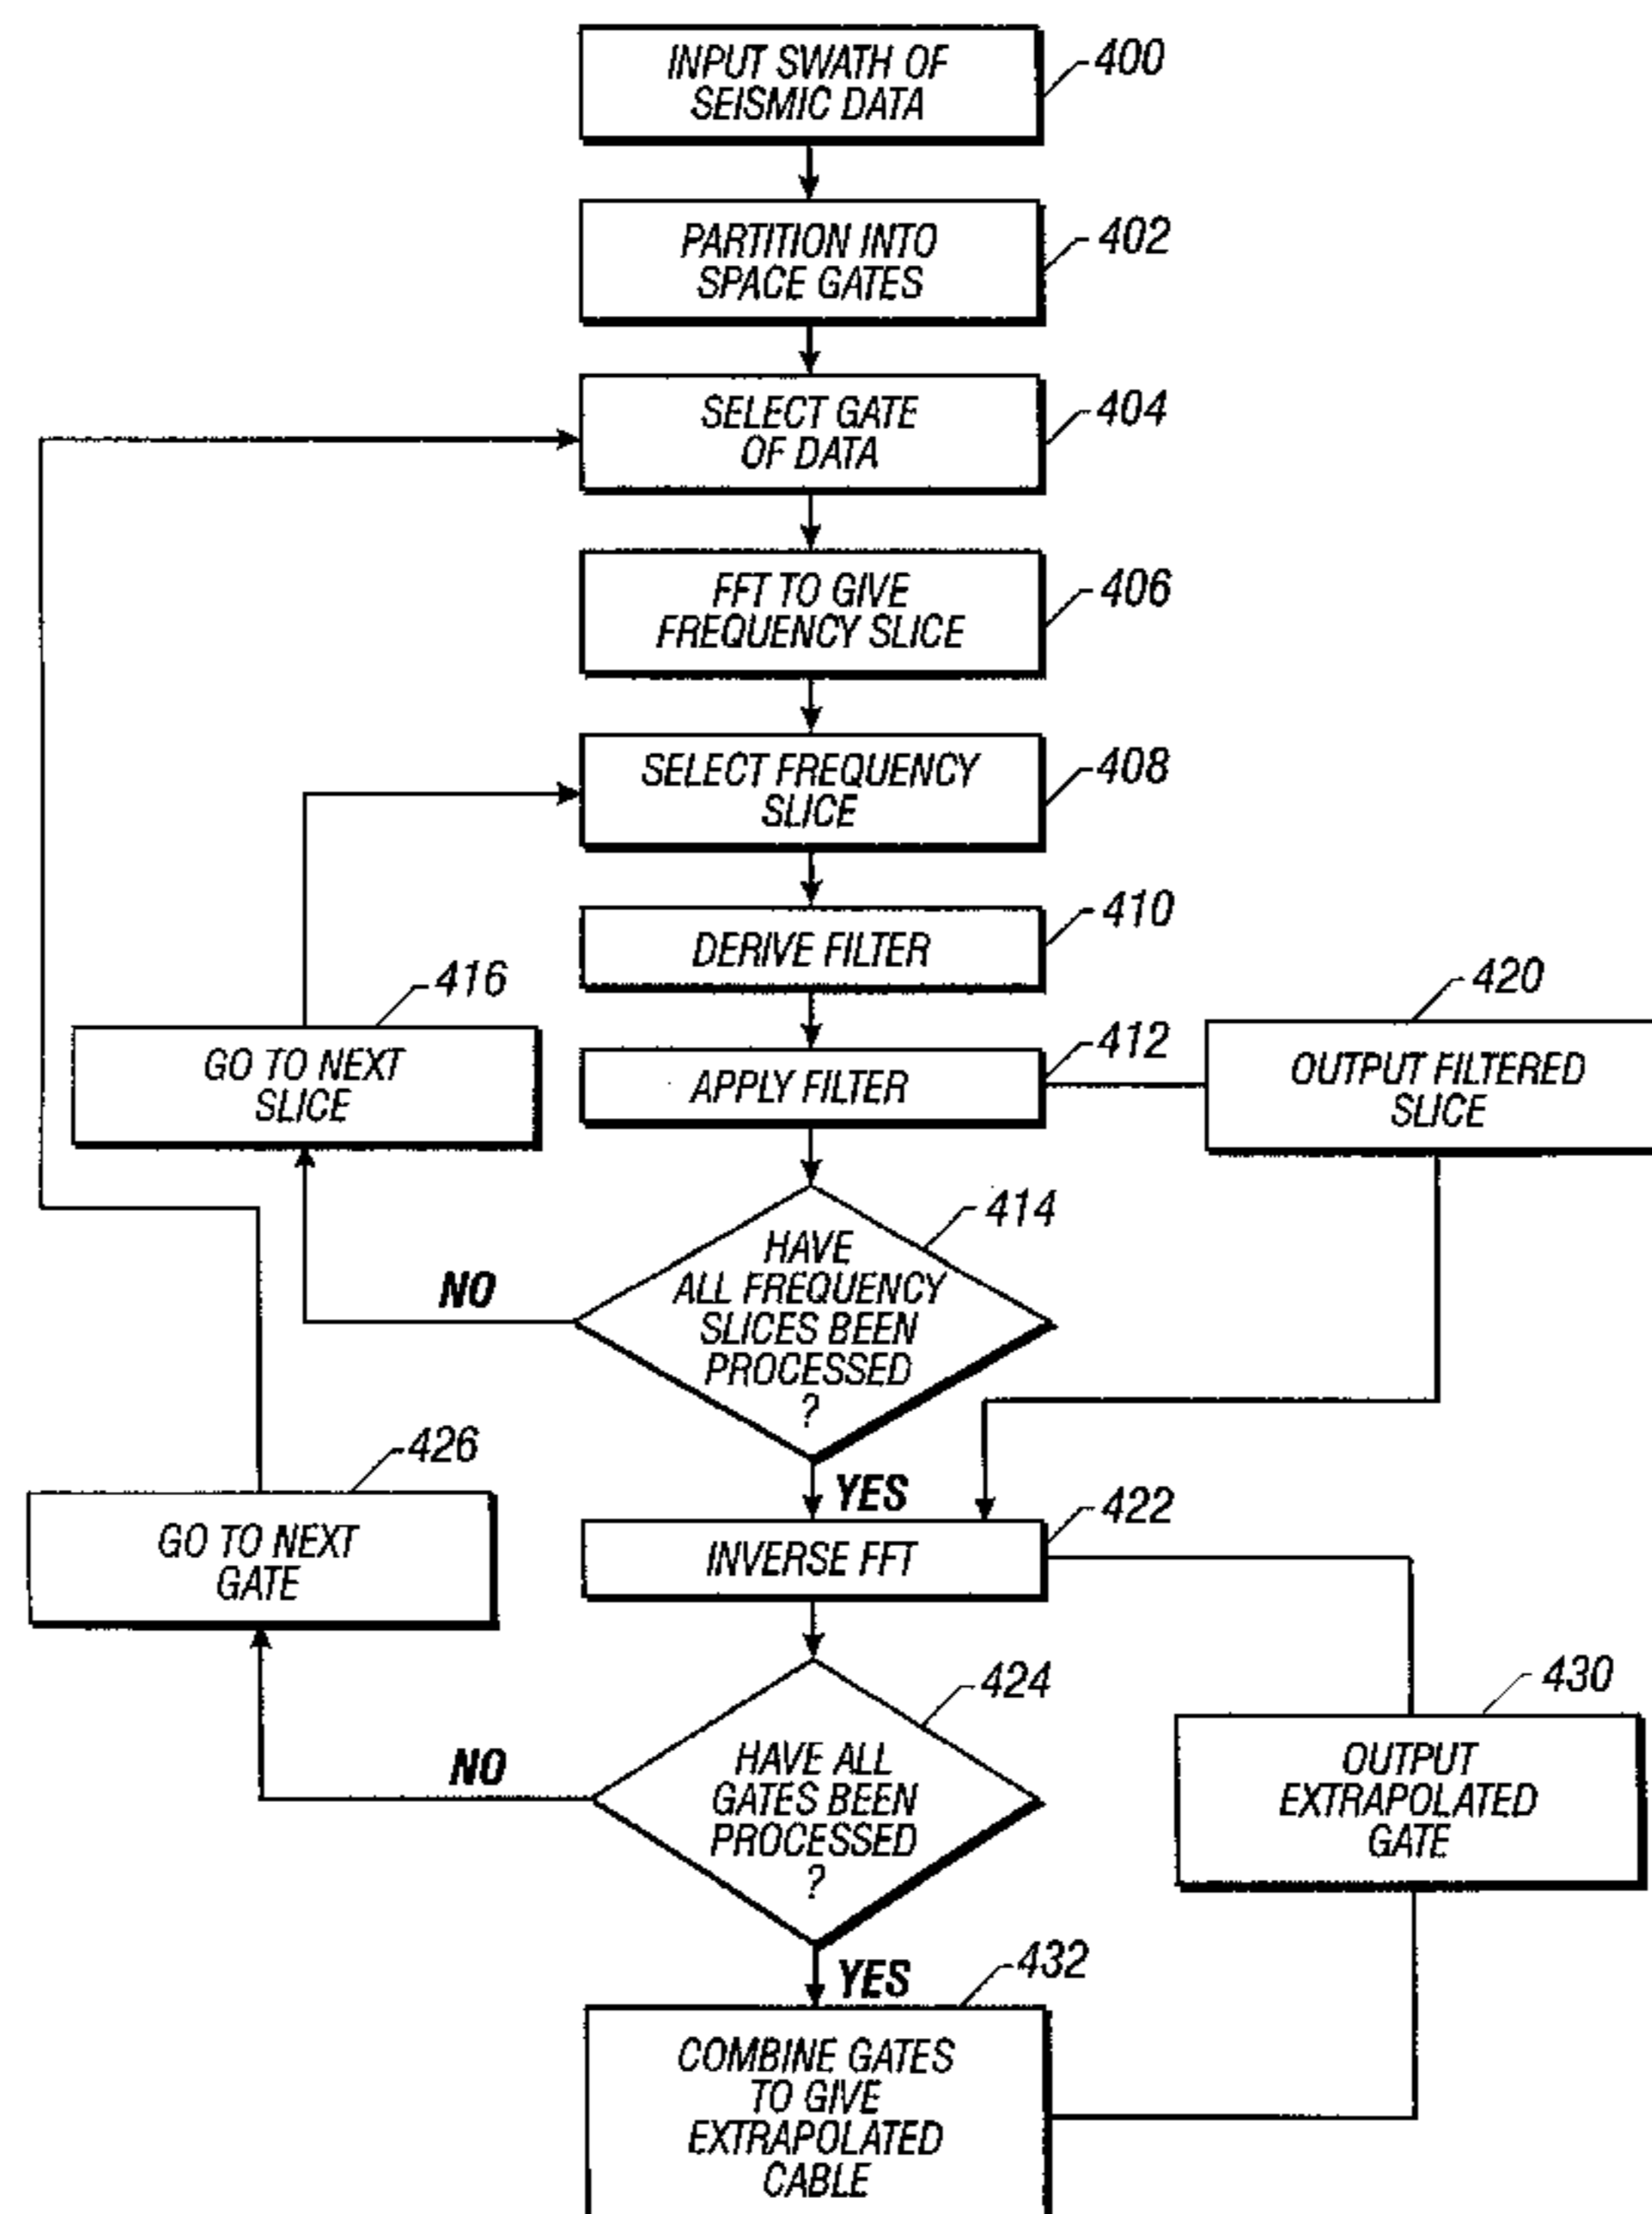 INPUT SWATH OF
SEISMIC DATA
400
PARTITION INTO
SPACE GATES
402
SELECT GATE
OF DATA
404
FFT TO GIVE
FREQUENCY SLICE
406
SELECT FREQUENCY
SLICE
408
DERIVE FILTER
410
GO TO NEXT
SLICE
416
APPLY FILTER
412
OUTPUT FILTERED
SLICE
420
HAVE
ALL FREQUENCY
SLICES BEEN
PROCESSED
?
414
NO
YES
GO TO NEXT
GATE
426
INVERSE FFT
422
HAVE ALL
GATES BEEN
PROCESSED
?
424
NO
YES
OUTPUT
EXTRAPOLATED
GATE
430
COMBINE GATES
TO GIVE
EXTRAPOLATED
CABLE
432